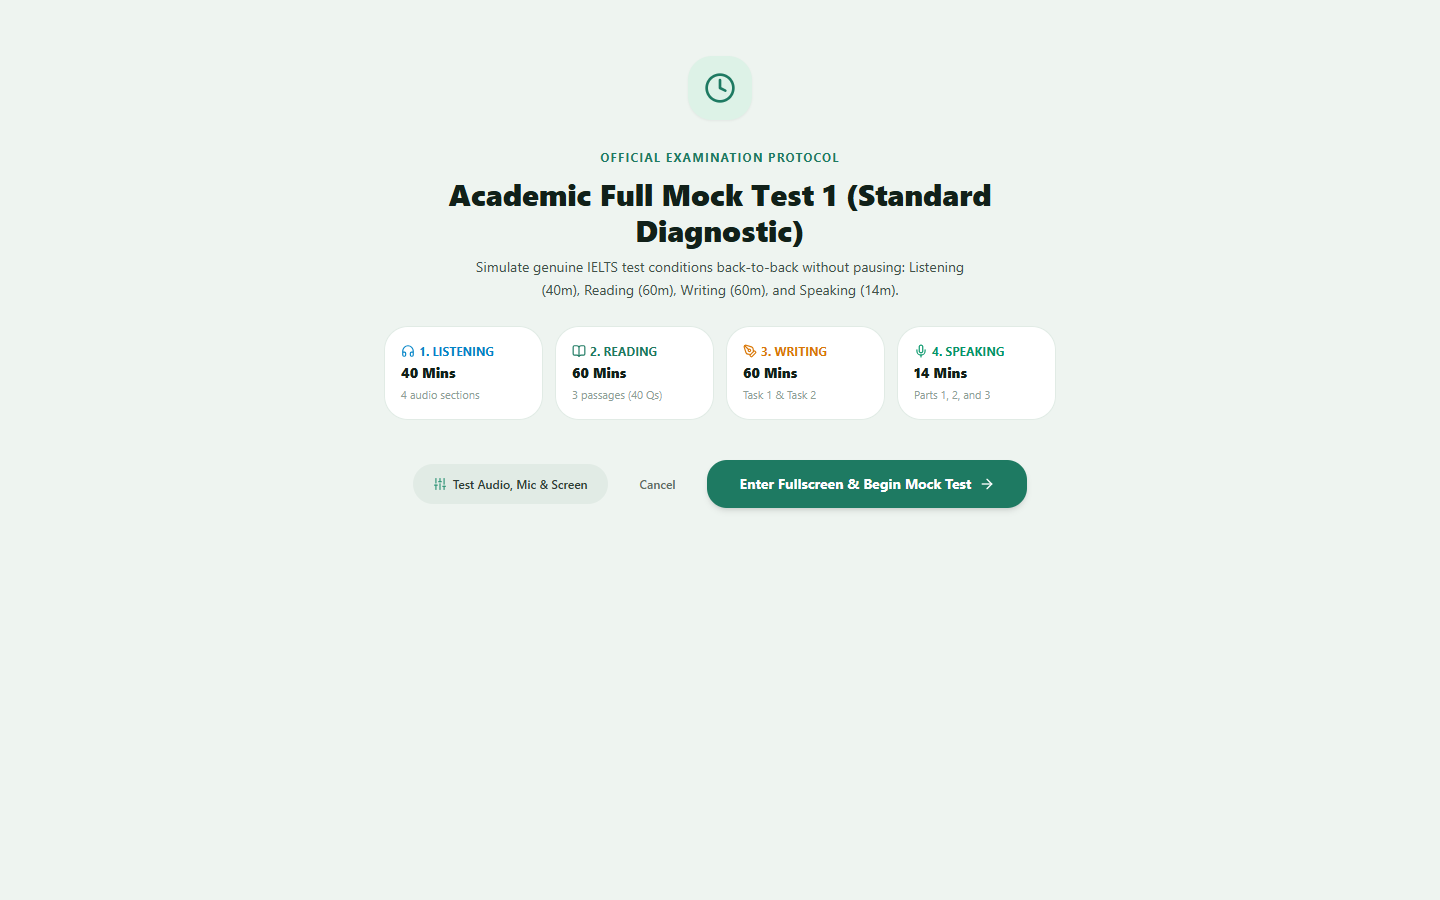 OFFICIAL EXAMINATION PROTOCOL
Academic Full Mock Test 1 (Standard
Diagnostic)
Simulate genuine IELTS test conditions back-to-back without pausing: Listening
(40m), Reading (60m), Writing (60m), and Speaking (14m).
1. LISTENING
40 Mins
4 audio sections
2. READING
60 Mins
3 passages (40 Qs)
3. WRITING
60 Mins
Task 1 & Task 2
4. SPEAKING
14 Mins
Parts 1, 2, and 3
Test Audio, Mic & Screen
Cancel
Enter Fullscreen & Begin Mock Test